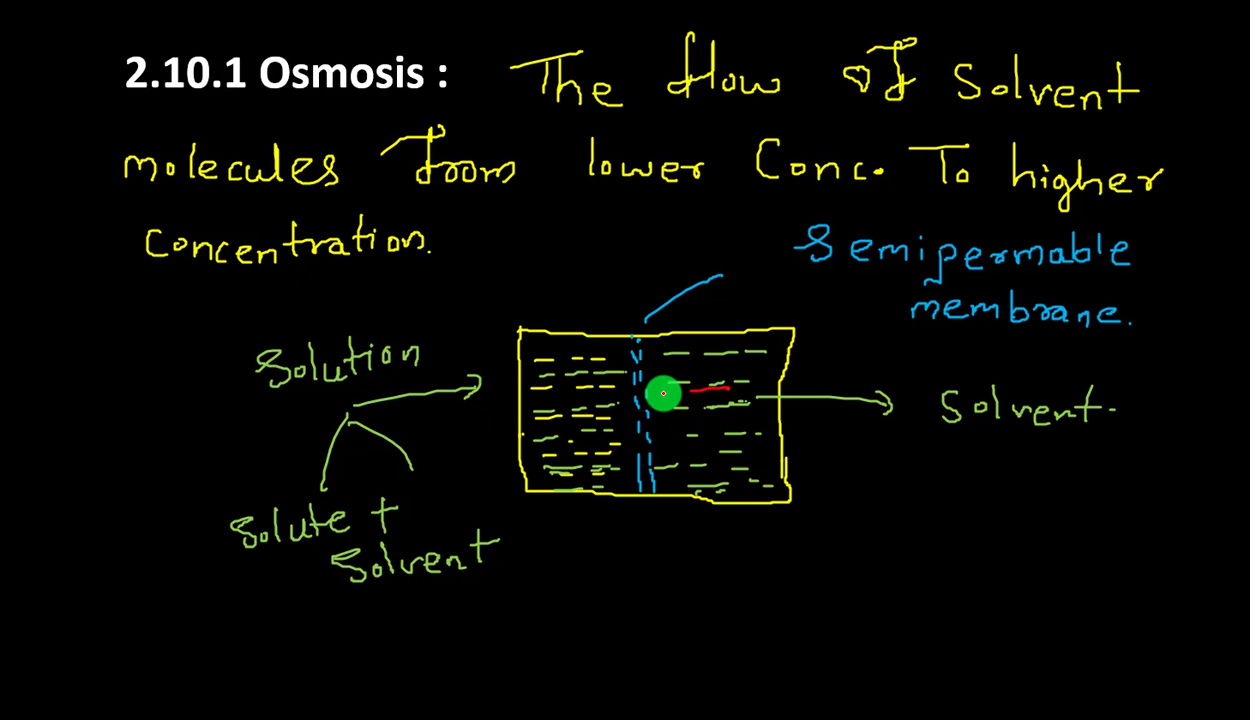 2.10.1 Osmosis : The flow of Solvent
molecules from lower Conc. To higher
concentration.
Semipermable
membrane.
Solution
Solvent.
Solute +
Solvent